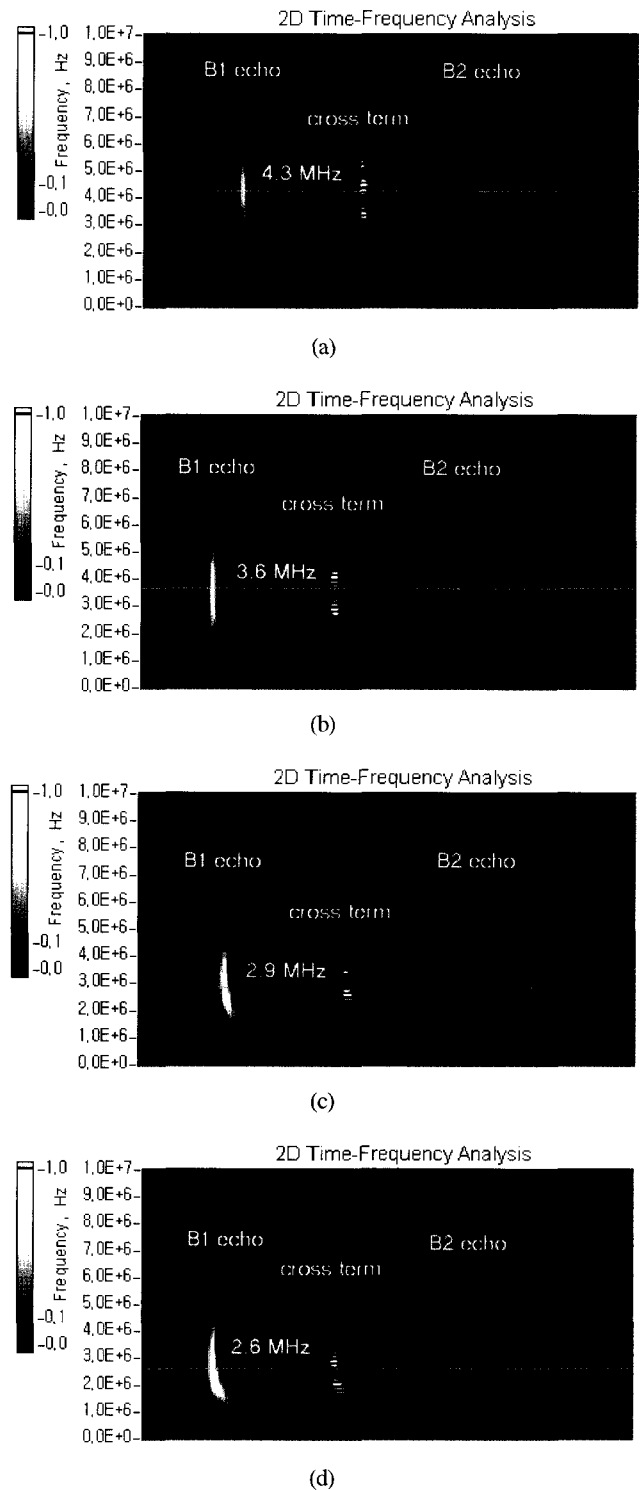 2D Time-Frequency Analysis
-1,0
-0,1
-0,0
Frequency, Hz
1,0E+7-
9,0E+6-
8,0E+6-
7,0E+6-
6,0E+6-
5,0E+6-
4,0E+6-
3,0E+6-
2,0E+6-
1,0E+6-
0,0E+0-
B1 echo
B2 echo
cross term
4.3 MHz
(a)
2D Time-Frequency Analysis
-1,0
-0,1
-0,0
Frequency, Hz
1,0E+7-
9,0E+6-
8,0E+6-
7,0E+6-
6,0E+6-
5,0E+6-
4,0E+6-
3,0E+6-
2,0E+6-
1,0E+6-
0,0E+0-
B1 echo
B2 echo
cross term
3.6 MHz
(b)
2D Time-Frequency Analysis
-1,0
-0,1
-0,0
Frequency, Hz
1,0E+7-
9,0E+6-
8,0E+6-
7,0E+6-
6,0E+6-
5,0E+6-
4,0E+6-
3,0E+6-
2,0E+6-
1,0E+6-
0,0E+0-
B1 echo
B2 echo
cross term
2.9 MHz
(c)
2D Time-Frequency Analysis
-1,0
-0,1
-0,0
Frequency, Hz
1,0E+7-
9,0E+6-
8,0E+6-
7,0E+6-
6,0E+6-
5,0E+6-
4,0E+6-
3,0E+6-
2,0E+6-
1,0E+6-
0,0E+0-
B1 echo
B2 echo
cross term
2.6 MHz
(d)